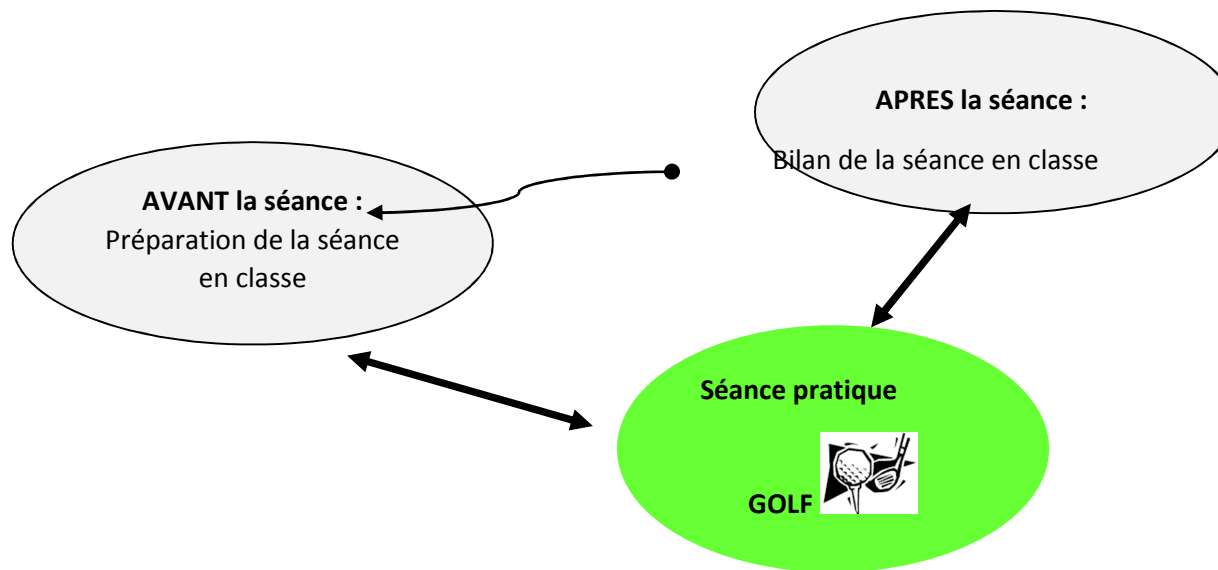 APRES la séance :
Bilan de la séance en classe
AVANT la séance :
Préparation de la séance
en classe
Séance pratique
GOLF